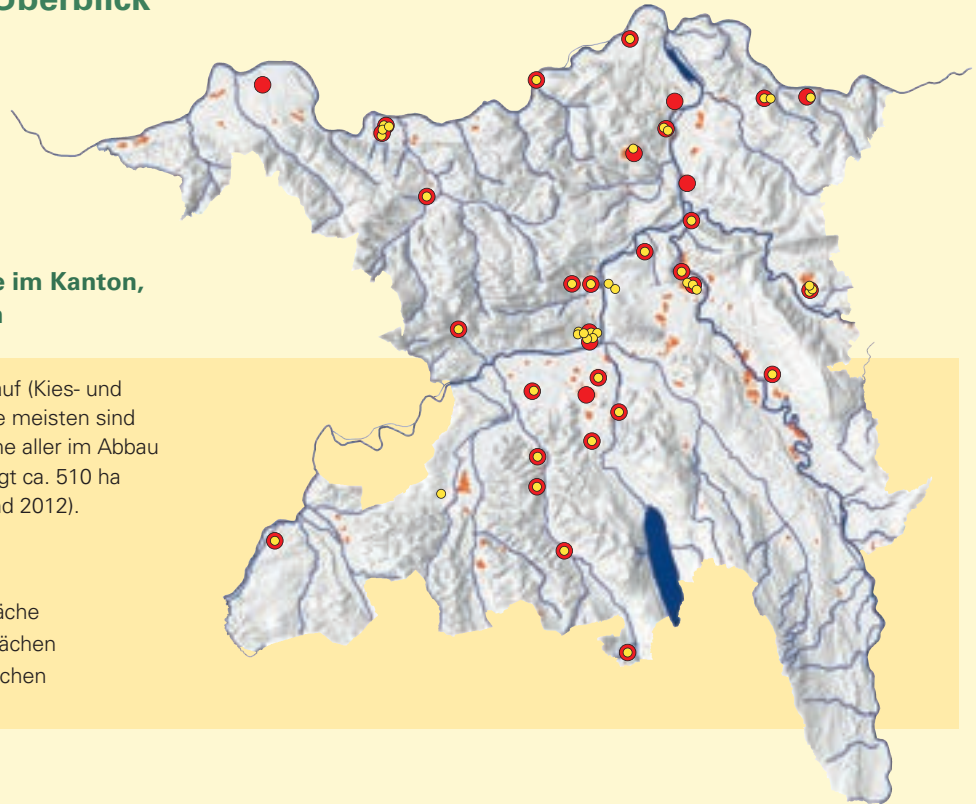 Überblick
e im Kanton,
n
auf (Kies- und
e meisten sind
ne aller im Abbau
gt ca. 510 ha
nd 2012).
äche
ächen
chen